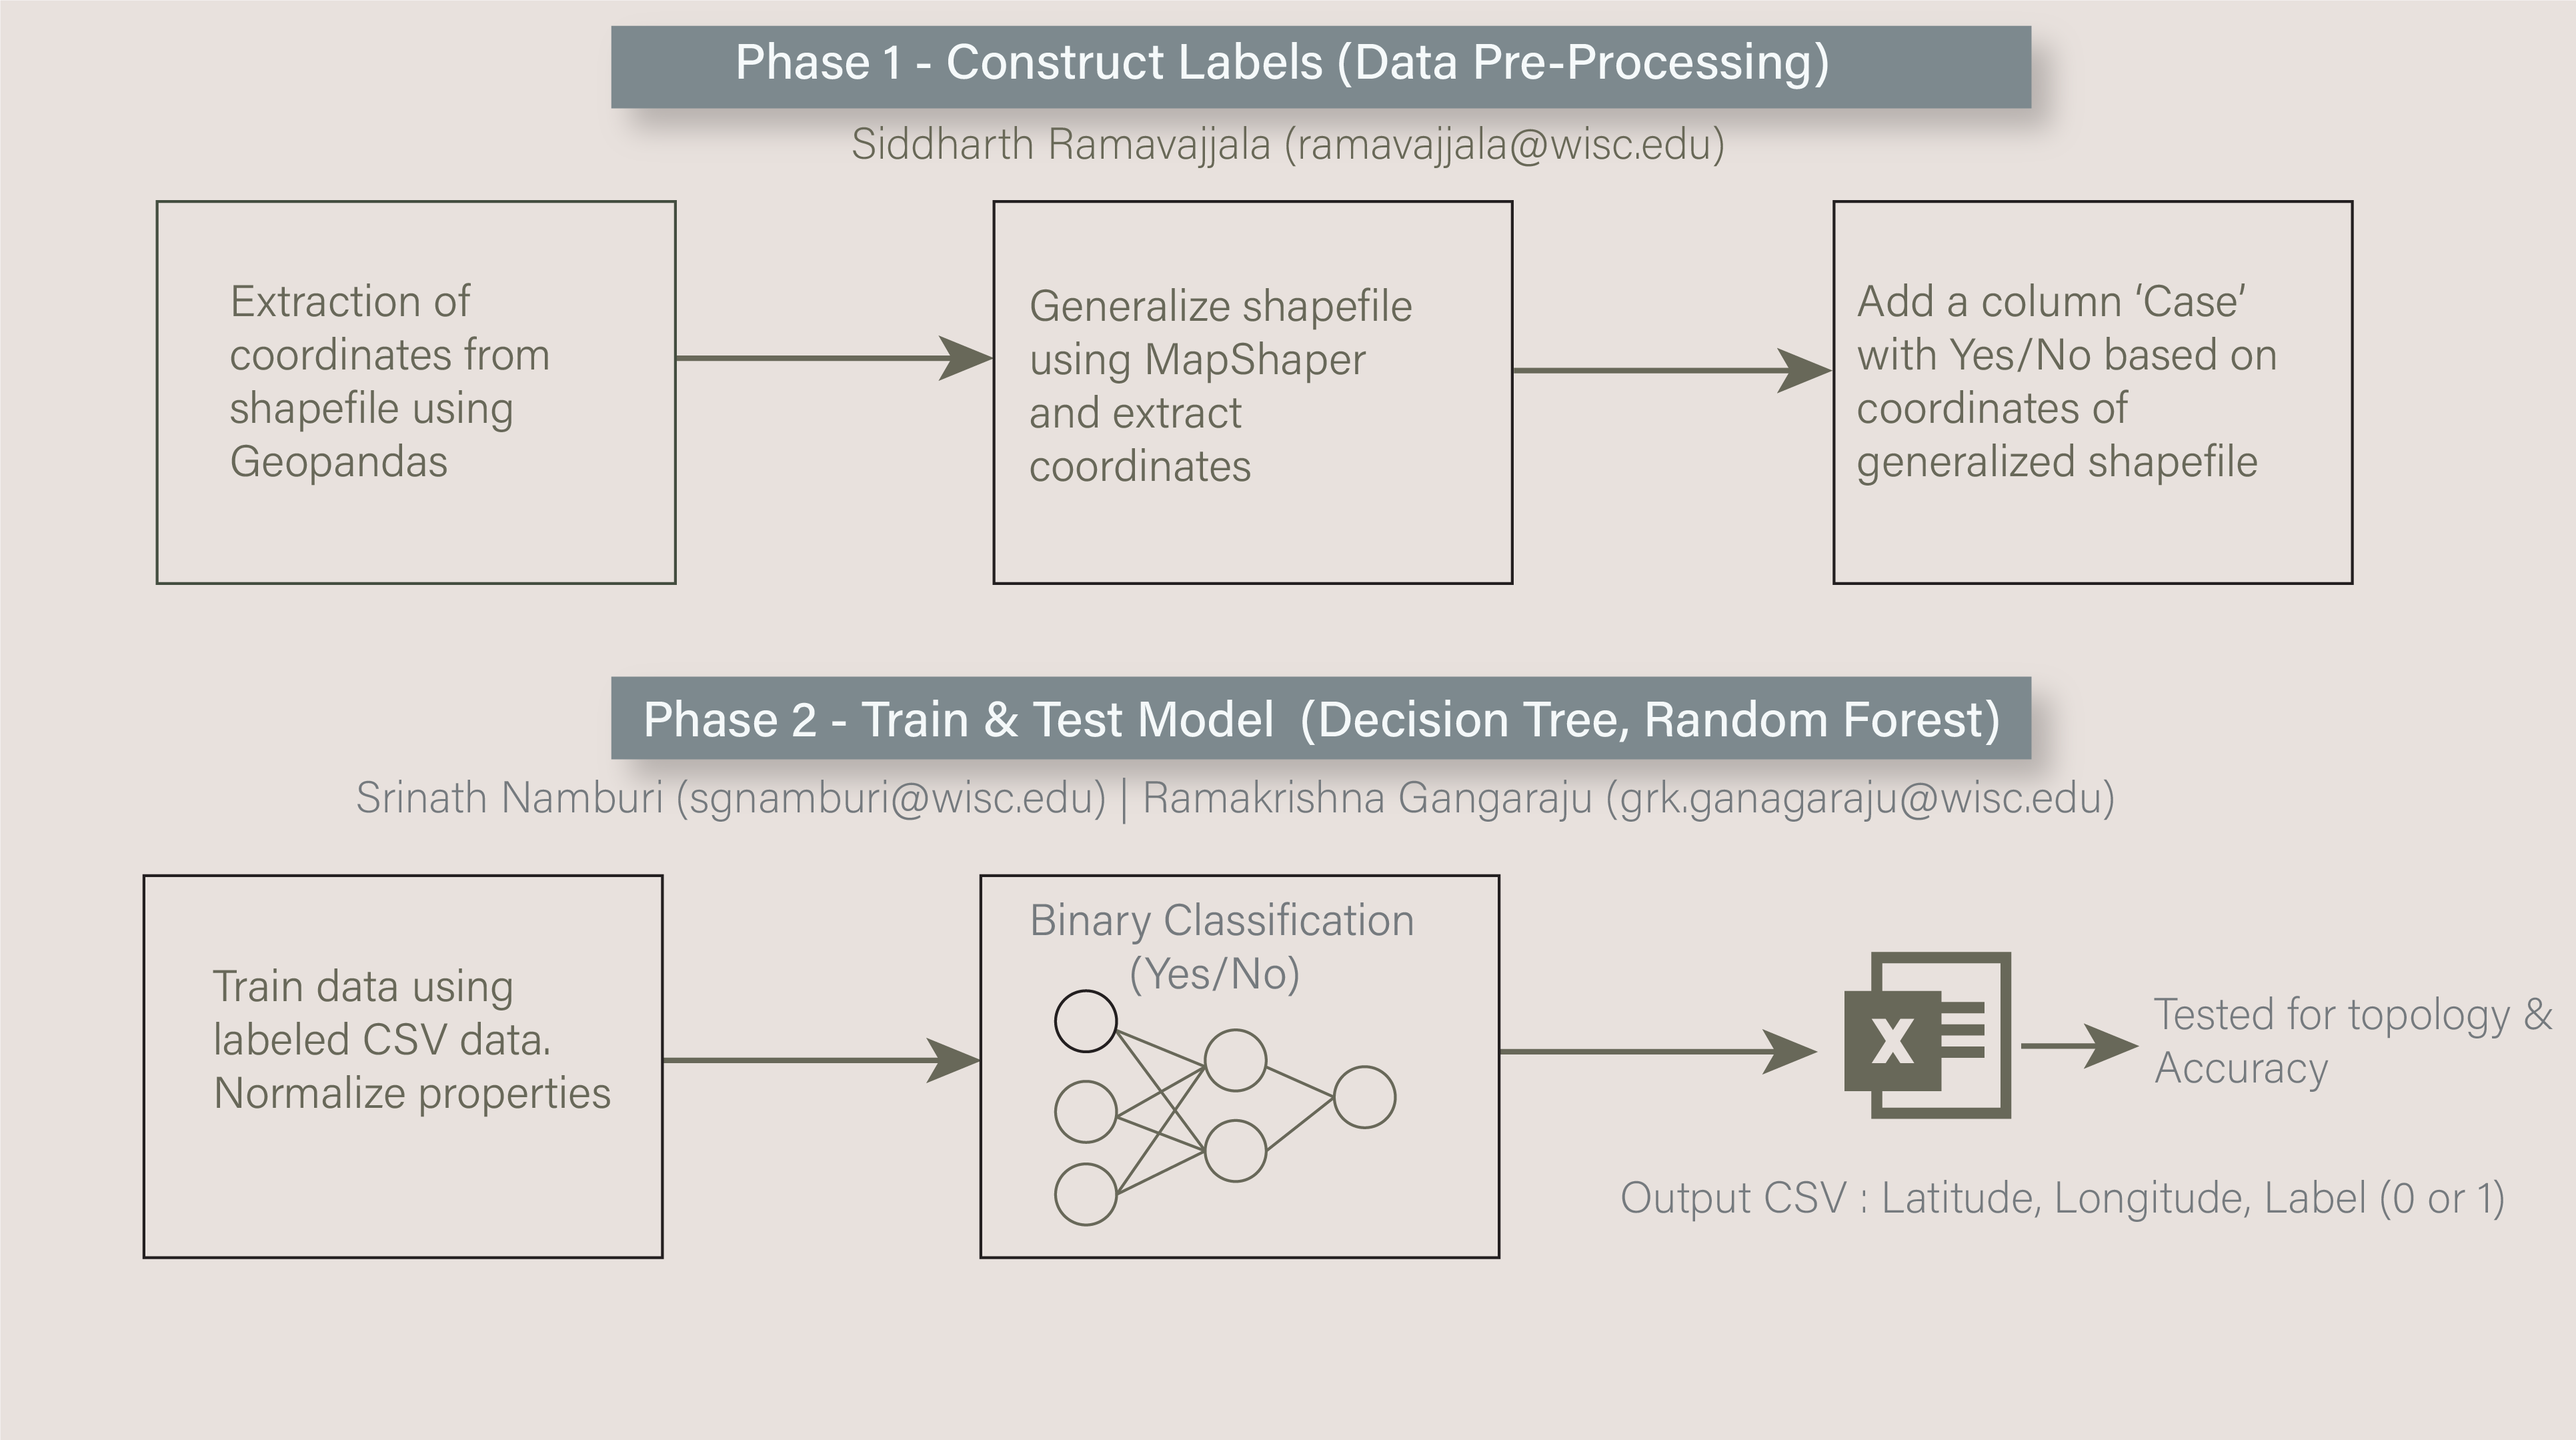 Phase 1 - Construct Labels (Data Pre-Processing)
Siddharth Ramavajjala (ramavajjala@wisc.edu)
Extraction of
coordinates from
shapefile using
Geopandas
Generalize shapefile
using MapShaper
and extract
coordinates
Add a column ‘Case’
with Yes/No based on
coordinates of
generalized shapefile
Phase 2 - Train & Test Model  (Decision Tree, Random Forest)
Srinath Namburi (sgnamburi@wisc.edu) | Ramakrishna Gangaraju (grk.ganagaraju@wisc.edu)
Train data using
labeled CSV data.
Normalize properties
Binary Classification
(Yes/No)
X
Tested for topology &
Accuracy
Output CSV : Latitude, Longitude, Label (0 or 1)